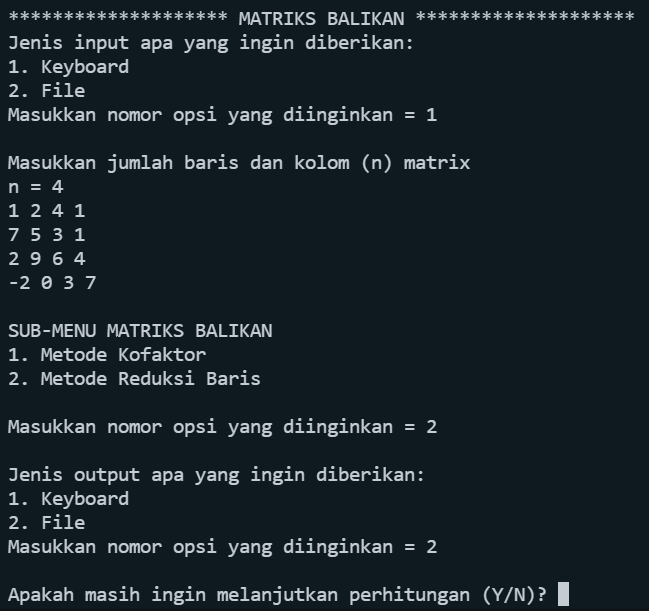 ******************** MATRIKS BALIKAN ********************
Jenis input apa yang ingin diberikan:
1. Keyboard
2. File
Masukkan nomor opsi yang diinginkan = 1
Masukkan jumlah baris dan kolom (n) matrix
n = 4
1 2 4 1
7 5 3 1
2 9 6 4
-2 0 3 7
SUB-MENU MATRIKS BALIKAN
1. Metode Kofaktor
2. Metode Reduksi Baris
Masukkan nomor opsi yang diinginkan = 2
Jenis output apa yang ingin diberikan:
1. Keyboard
2. File
Masukkan nomor opsi yang diinginkan = 2
Apakah masih ingin melanjutkan perhitungan (Y/N)?